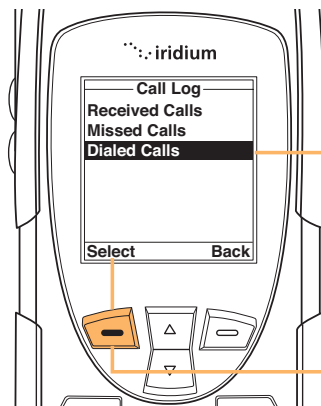 iridium
Call Log
Received Calls
Missed Calls
Dialed Calls
Select Back